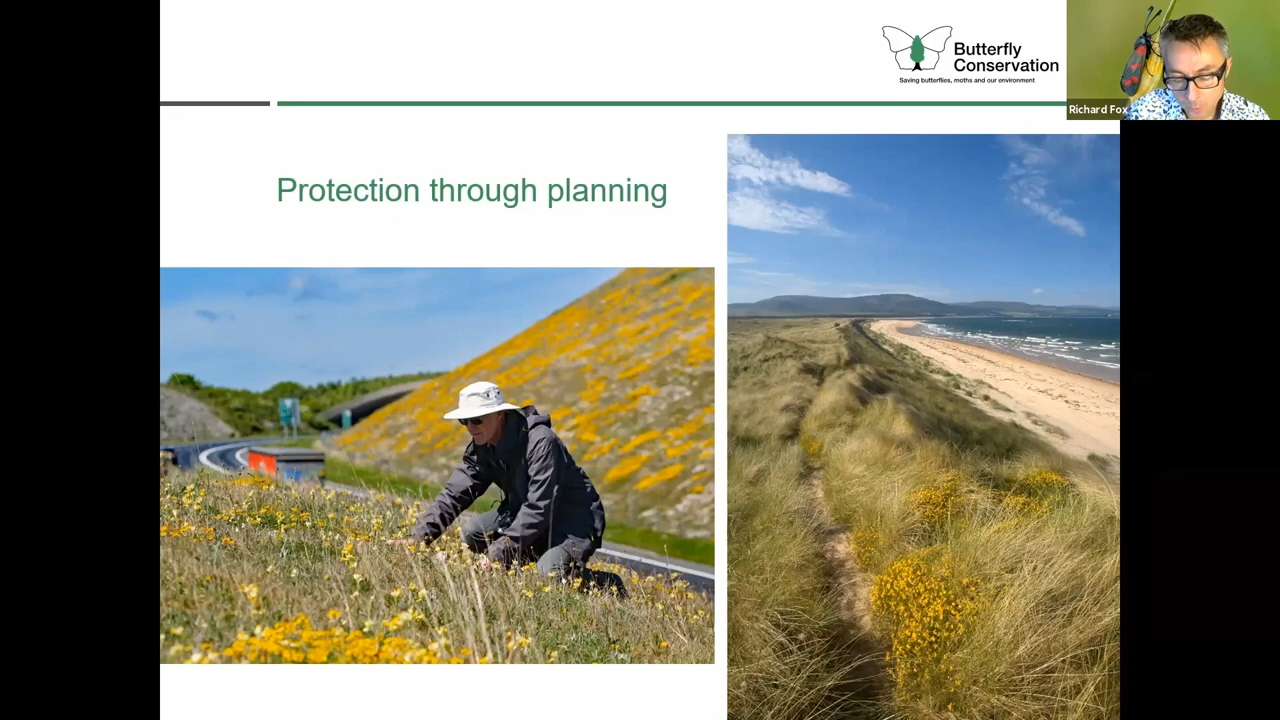 Butterfly
Conservation
Saving butterflies, moths and our environment
Richard Fox
Protection through planning